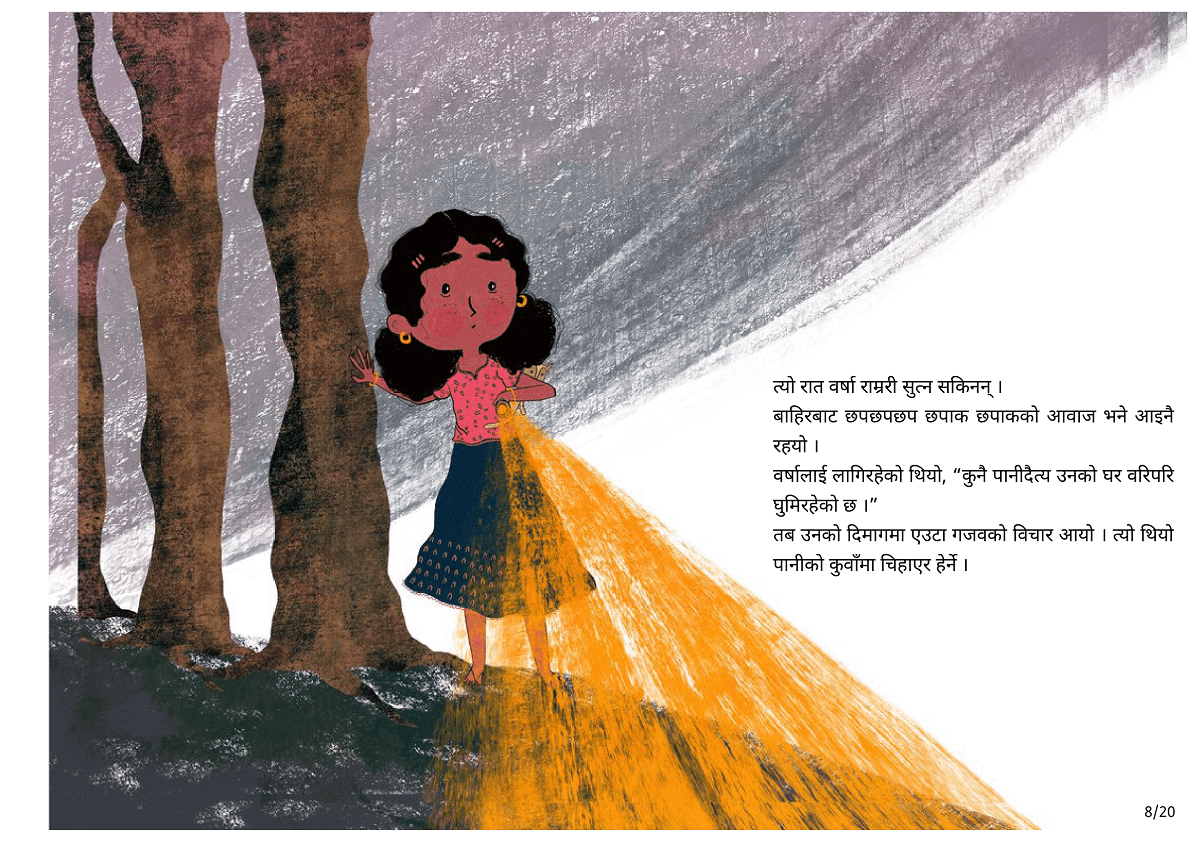 त्यो रात वर्षा राम्ररी सुत्न सकिनन् ।
बाहिरबाट छपछपछप छपाक छपाकको आवाज भने आइनै
रहयो ।
वर्षालाई लागिरहेको थियो, “कुनै पानीदैत्य उनको घर वरिपरि
घुमिरहेको छ ।”
तब उनको दिमागमा एउटा गजवको विचार आयो । त्यो थियो
पानीको कुवाँमा चिहाएर हेर्ने ।
8/20